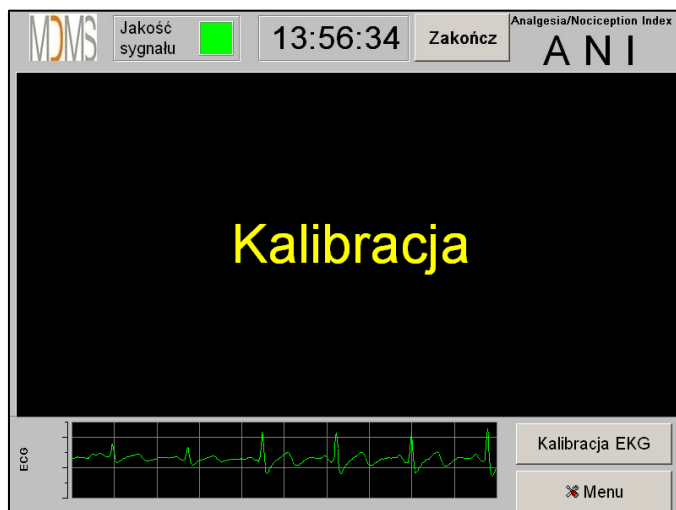 MDMS
Jakość
sygnału
13:56:34
Zakończ
Analgesia/Nociception Index
ANI
Kalibracja
ECG
Kalibracja EKG
Menu